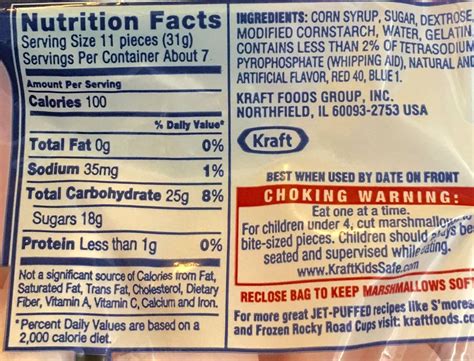 Nutrition Facts
Serving Size 11 pieces (31g)
Servings Per Container About 7
Amount Per Serving
Calories 100
% Daily Value*
Total Fat 0g 0%
Sodium 35mg 1%
Total Carbohydrate 25g 8%
Sugars 18g
Protein Less than 1g 0%
Not a significant source of Calories from Fat,
Saturated Fat, Trans Fat, Cholesterol, Dietary
Fiber, Vitamin A, Vitamin C, Calcium and Iron.
*Percent Daily Values are based on a
2,000 calorie diet.
INGREDIENTS: CORN SYRUP, SUGAR, DEXTROSE
MODIFIED CORNSTARCH, WATER, GELATIN
CONTAINS LESS THAN 2% OF TETRASODIU
PYROPHOSPHATE (WHIPPING AID), NATURAL AND
ARTIFICIAL FLAVOR, RED 40, BLUE 1.
KRAFT FOODS GROUP, INC.
NORTHFIELD, IL 60093-2753 USA
Kraft
BEST WHEN USED BY DATE ON FRONT
CHOKING WARNING:
Eat one at a time.
For children under 4, cut marshmallow
bite-sized pieces. Children should be
seated and supervised while eating.
www.KraftKidsSafe.com
RECLOSE BAG TO KEEP MARSHMALLOWS SOFT
For more great JET-PUFFED recipes like S'mores
and Frozen Rocky Road Cups visit: kraftfoods.co